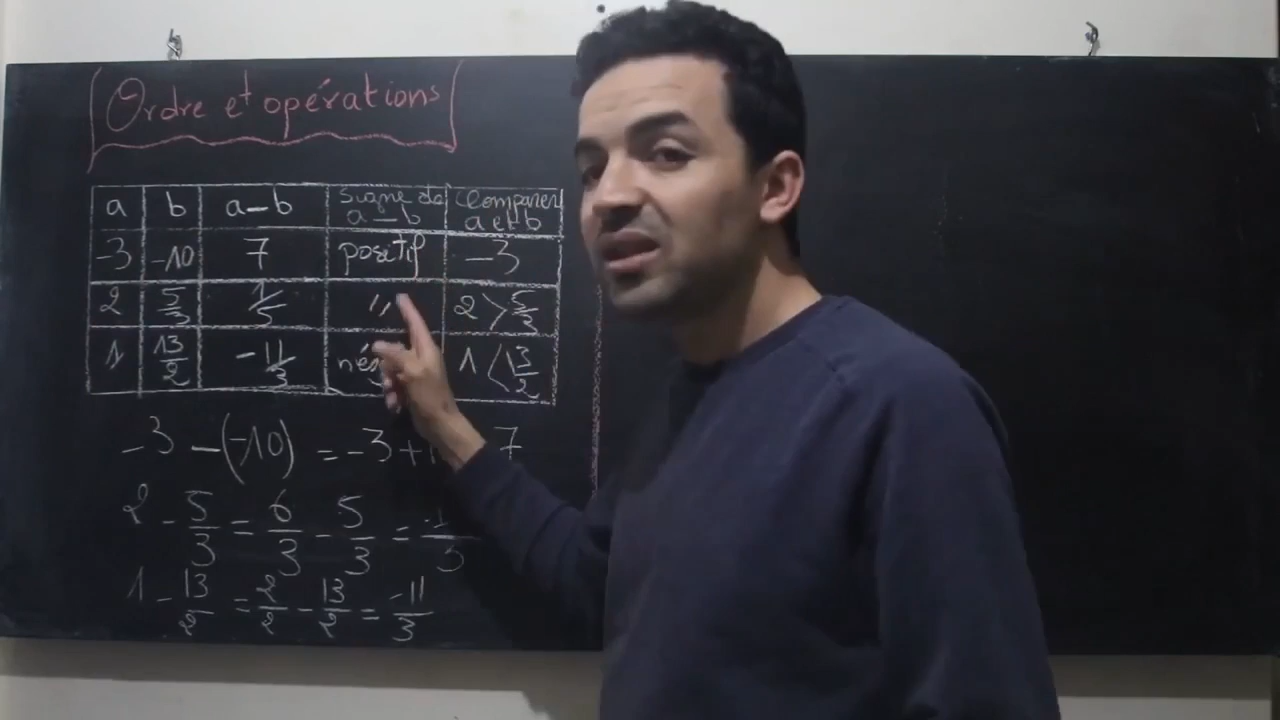 Ordre et opérations
a b a-b signe de a-b Comparer a et b
-3 -10 7 positif -3
2 5/3 1/5 " 2 > 5/3
1 13/2 -11/3 1 < 13/2
-3 -(-10) = -3 + 7
2 - 5/3 = 6/3 - 5/3 =
1 - 13/2 = 2/2 - 13/2 = -11/3